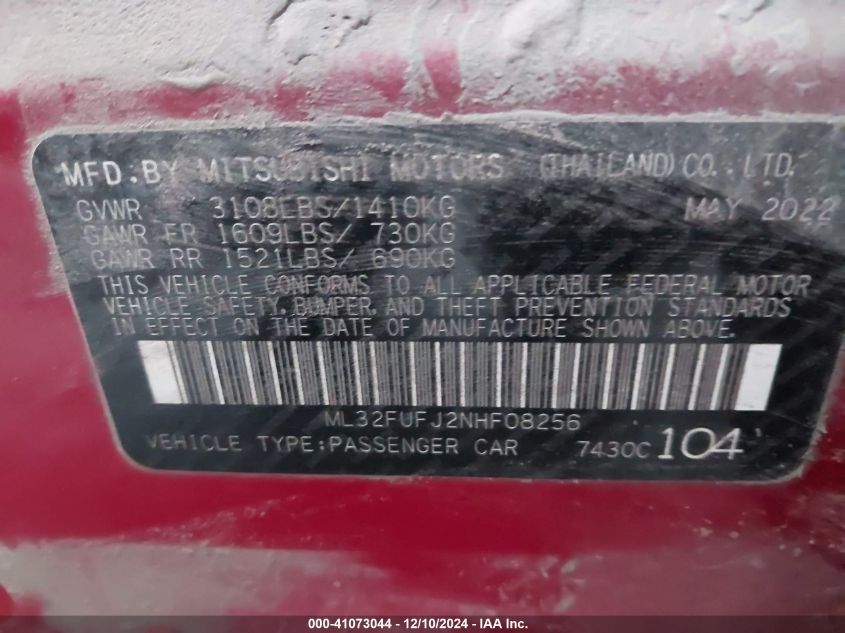 MFD. BY MITSUBISHI MOTORS (THAILAND) CO., LTD.
GVWR 3108LBS/1410KG MAY 2022
GAWR FR 1609LBS/ 730KG
GAWR RR 1521LBS/ 690KG
THIS VEHICLE CONFORMS TO ALL APPLICABLE FEDERAL MOTOR
VEHICLE SAFETY, BUMPER, AND THEFT PREVENTION STANDARDS
IN EFFECT ON THE DATE OF MANUFACTURE SHOWN ABOVE.
ML32FUFJ2NHF08256
VEHICLE TYPE:PASSENGER CAR 7430C 104
000-41073044 - 12/10/2024 - IAA Inc.